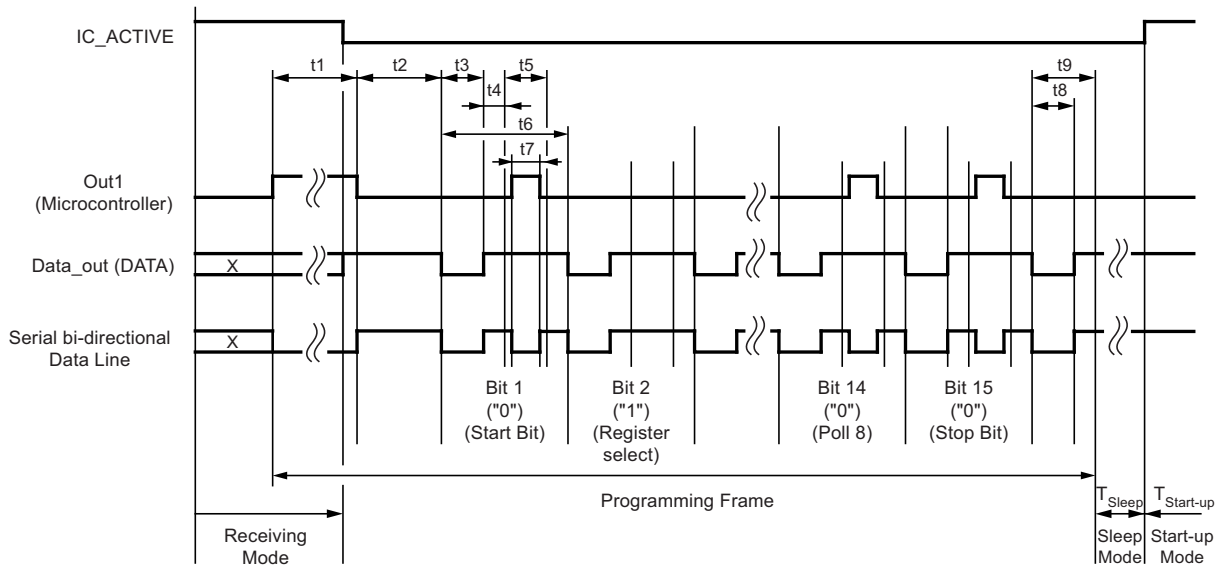 IC_ACTIVE
t1
t2
t3
t5
t9
t4
t8
t6
t7
Out1
(Microcontroller)
Data_out (DATA)
X
Serial bi-directional
Data Line
X
Bit 1
("0")
(Start Bit)
Bit 2
("1")
(Register
select)
Bit 14
("0")
(Poll 8)
Bit 15
("0")
(Stop Bit)
Programming Frame
TSleep
TStart-up
Receiving
Mode
Sleep
Mode
Start-up
Mode